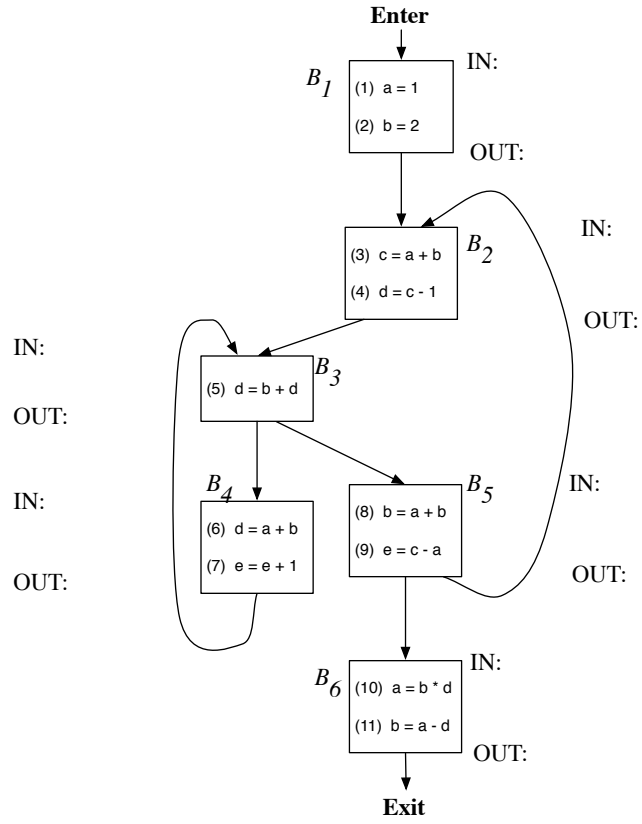 Enter
IN:
B1
(1) a = 1
(2) b = 2
OUT:
IN:
B2
(3) c = a + b
(4) d = c - 1
OUT:
IN:
B3
(5) d = b + d
OUT:
IN:
B4
(6) d = a + b
(7) e = e + 1
OUT:
IN:
B5
(8) b = a + b
(9) e = c - a
OUT:
IN:
B6
(10) a = b * d
(11) b = a - d
OUT:
Exit